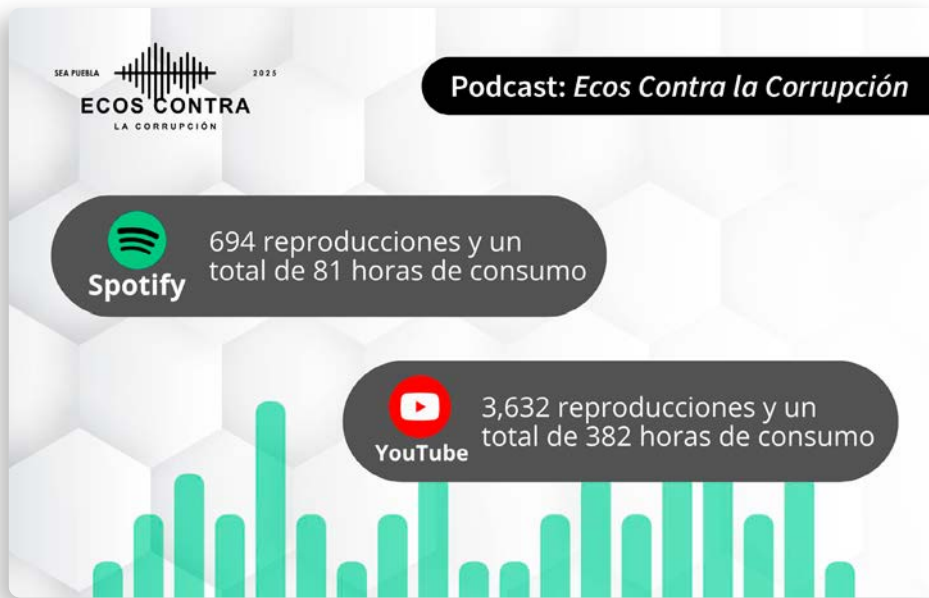 SEA PUEBLA 2025
ECOS CONTRA
LA CORRUPCIÓN
Podcast: Ecos Contra la Corrupción
Spotify
694 reproducciones y un
total de 81 horas de consumo
YouTube
3,632 reproducciones y un
total de 382 horas de consumo